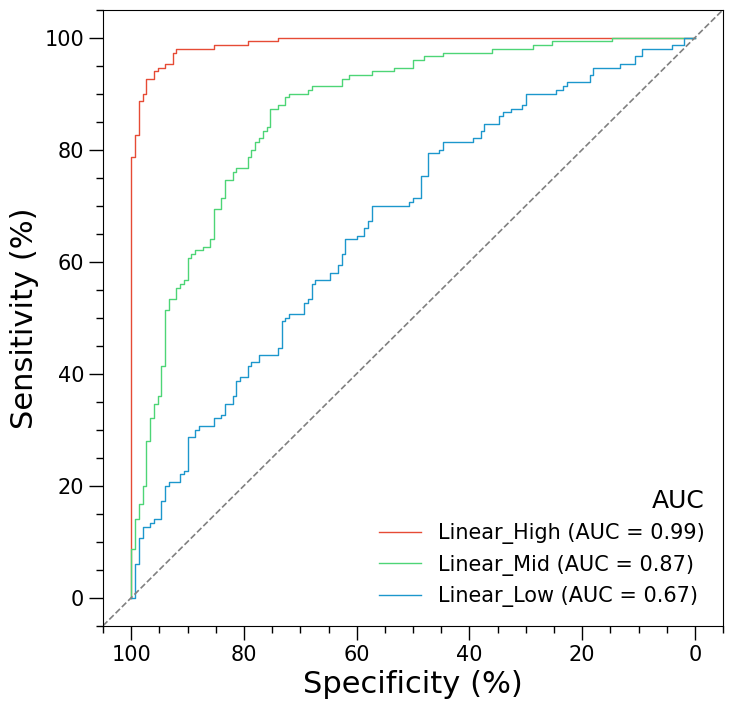 100
80
60
40
20
0
Sensitivity (%)
AUC
Linear_High (AUC = 0.99)
Linear_Mid (AUC = 0.87)
Linear_Low (AUC = 0.67)
100 80 60 40 20 0
Specificity (%)